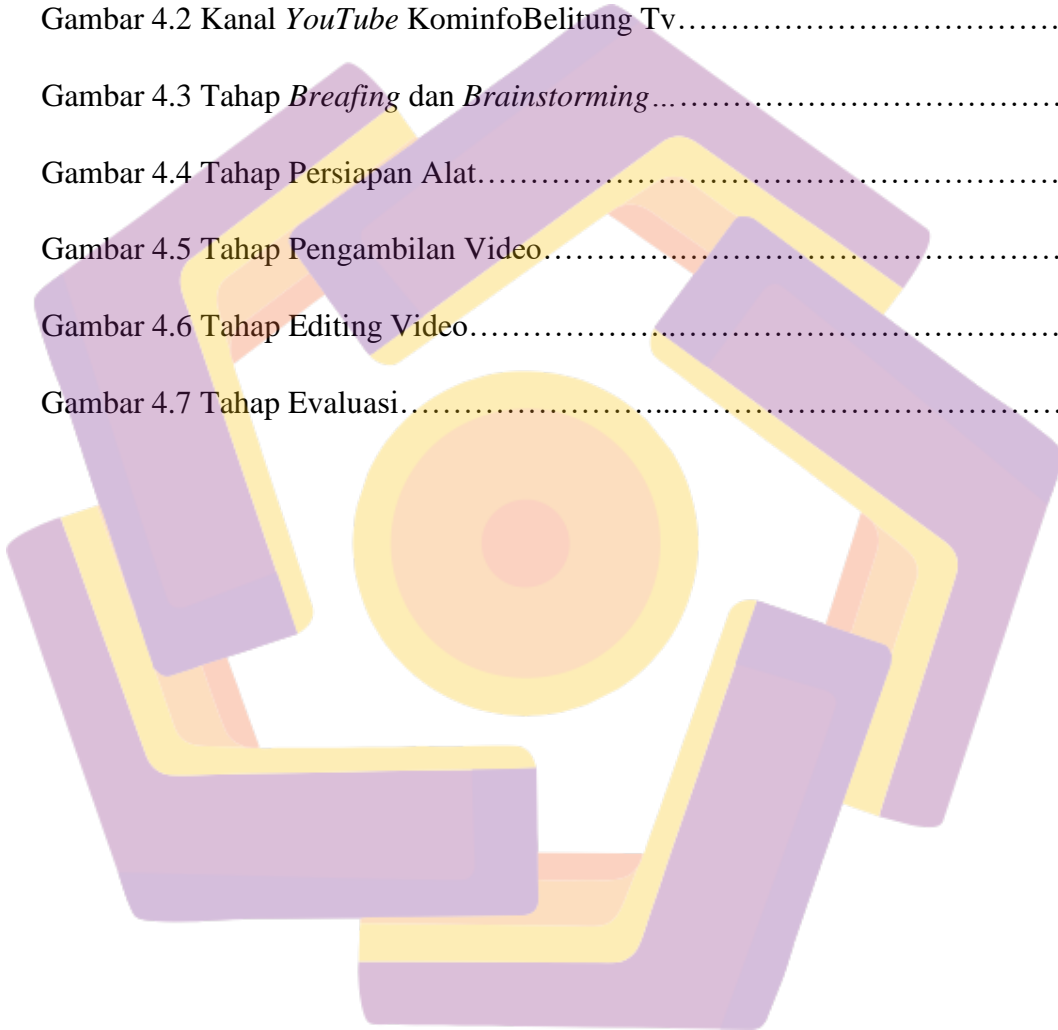 Gambar 4.2 Kanal YouTube KominfoBelitung Tv…………………………………
Gambar 4.3 Tahap Breafing dan Brainstorming...………………………………
Gambar 4.4 Tahap Persiapan Alat……………………………………………………
Gambar 4.5 Tahap Pengambilan Video………………………………………………
Gambar 4.6 Tahap Editing Video……………………………………………………
Gambar 4.7 Tahap Evaluasi………………………...…………………………………